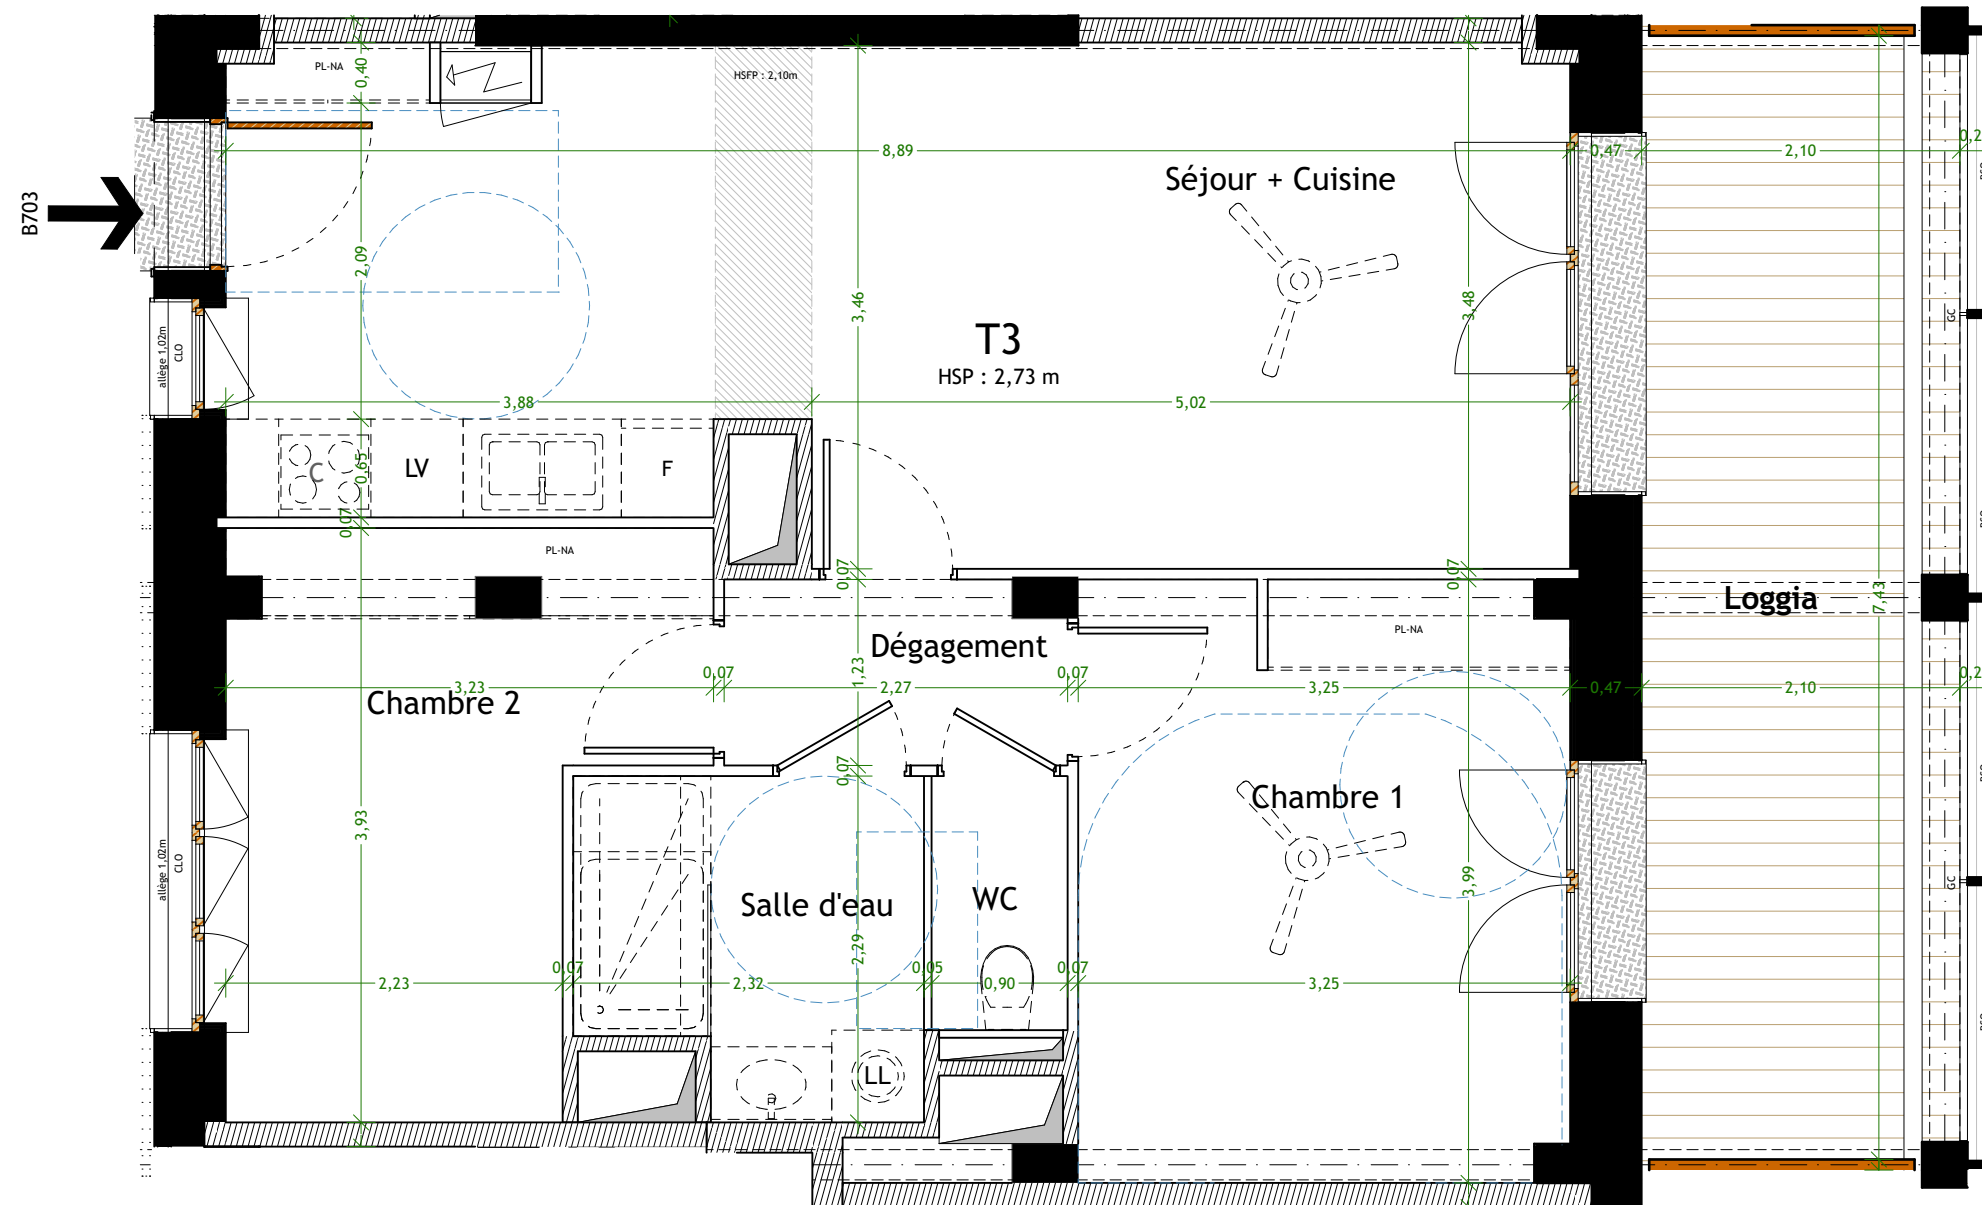 PL-NA
0,40
HSFP : 2,10m
8,89
0,47
2,10
0,2
Séjour + Cuisine
B703
2,09
3,46
3,48
T3
HSP : 2,73 m
allège 1,02m
CLO
GC
3,88
5,02
C
0,65
LV
F
0,07
PL-NA
0,07
0,07
Loggia
7,43
PL-NA
Dégagement
1,23
0,07
0,07
3,23
2,27
3,25
0,47
2,10
0,2
Chambre 2
0,07
Chambre 1
3,93
allège 1,02m
CLO
3,99
GC
Salle d'eau
WC
2,29
2,23
0,07
2,32
0,05
0,90
0,07
3,25
LL